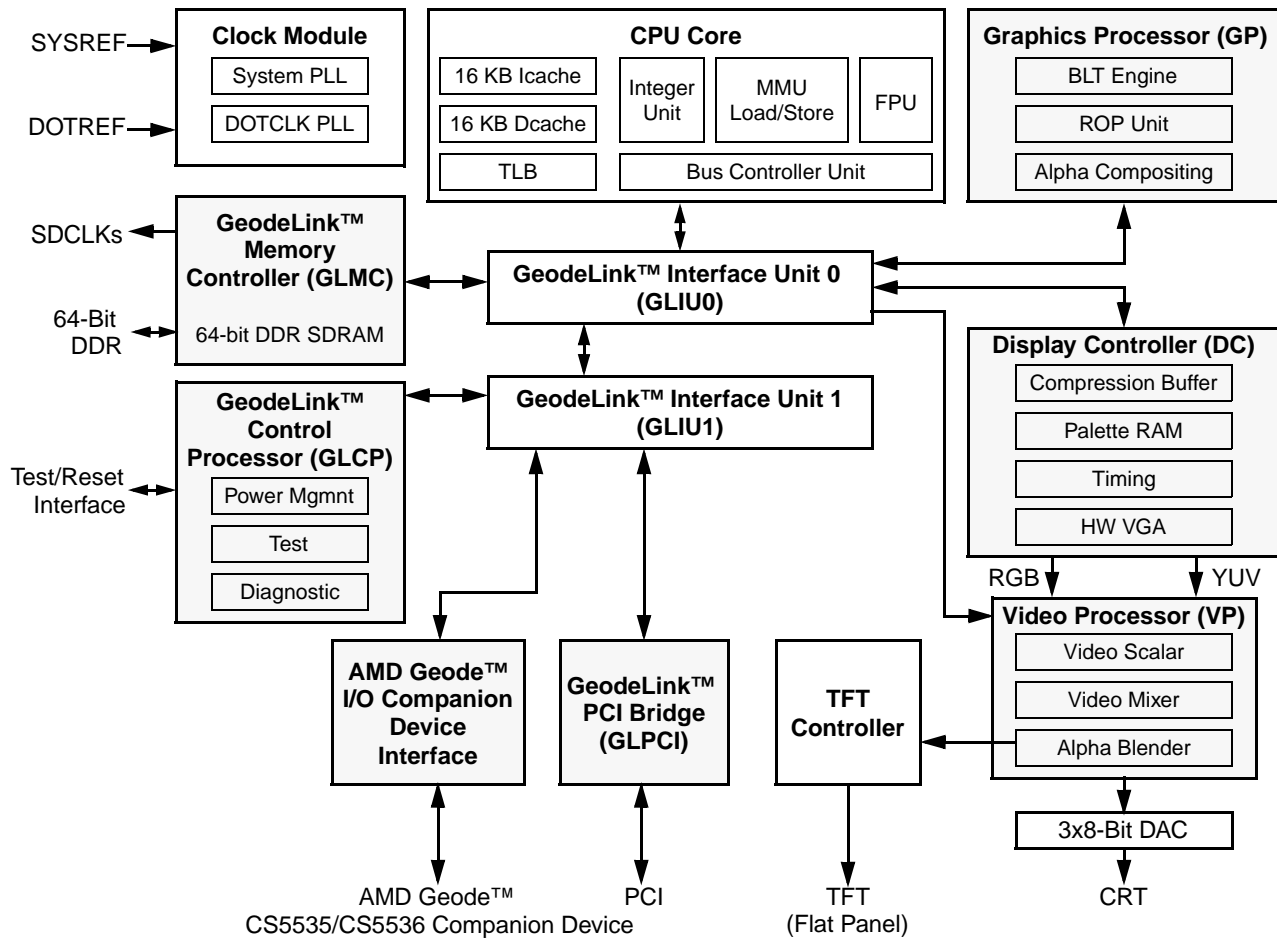 SYSREF
DOTREF
Clock Module
System PLL
DOTCLK PLL
CPU Core
16 KB Icache
16 KB Dcache
TLB
Integer
Unit
MMU
Load/Store
FPU
Bus Controller Unit
Graphics Processor (GP)
BLT Engine
ROP Unit
Alpha Compositing
SDCLKs
64-Bit
DDR
GeodeLink™
Memory
Controller (GLMC)
64-bit DDR SDRAM
GeodeLink™ Interface Unit 0
(GLIU0)
GeodeLink™ Interface Unit 1
(GLIU1)
Display Controller (DC)
Compression Buffer
Palette RAM
Timing
HW VGA
Test/Reset
Interface
GeodeLink™
Control
Processor (GLCP)
Power Mgmnt
Test
Diagnostic
RGB
YUV
Video Processor (VP)
Video Scalar
Video Mixer
Alpha Blender
AMD Geode™
I/O Companion
Device
Interface
GeodeLink™
PCI Bridge
(GLPCI)
TFT
Controller
3x8-Bit DAC
AMD Geode™
CS5535/CS5536 Companion Device
PCI
TFT
(Flat Panel)
CRT